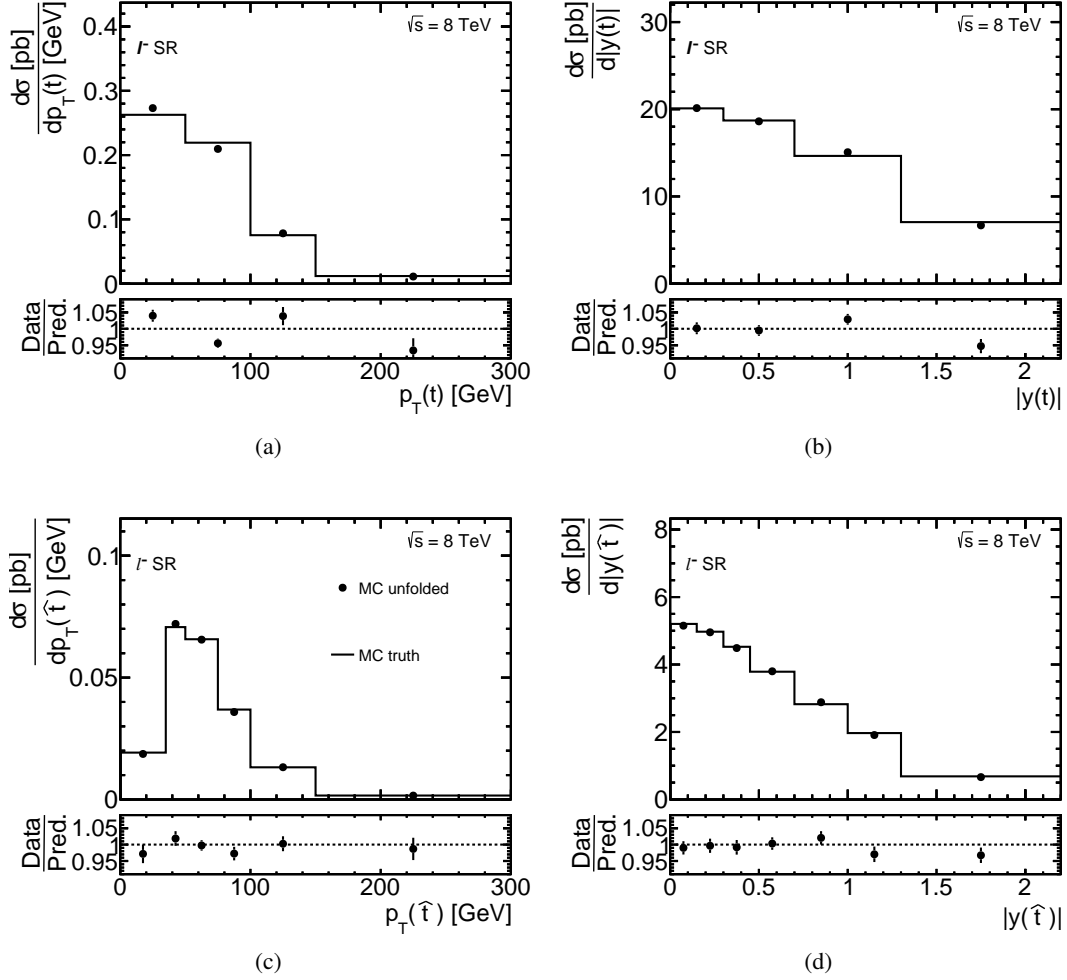 dσ [pb]
dp_T(t) [GeV]
l⁻ SR
√s = 8 TeV
0.4
0.3
0.2
0.1
0
Data
Pred.
1.05
1
0.95
0 100 200 300
p_T(t) [GeV]
(a)
dσ [pb]
d|y(t)|
l⁻ SR
√s = 8 TeV
30
20
10
0
Data
Pred.
1.05
1
0.95
0 0.5 1 1.5 2
|y(t)|
(b)
dσ [pb]
dp_T(t̂) [GeV]
l⁻ SR
√s = 8 TeV
MC unfolded
MC truth
0.1
0.05
0
Data
Pred.
1.05
1
0.95
0 100 200 300
p_T(t̂) [GeV]
(c)
dσ [pb]
d|y(t̂)|
l⁻ SR
√s = 8 TeV
8
6
4
2
0
Data
Pred.
1.05
1
0.95
0 0.5 1 1.5 2
|y(t̂)|
(d)